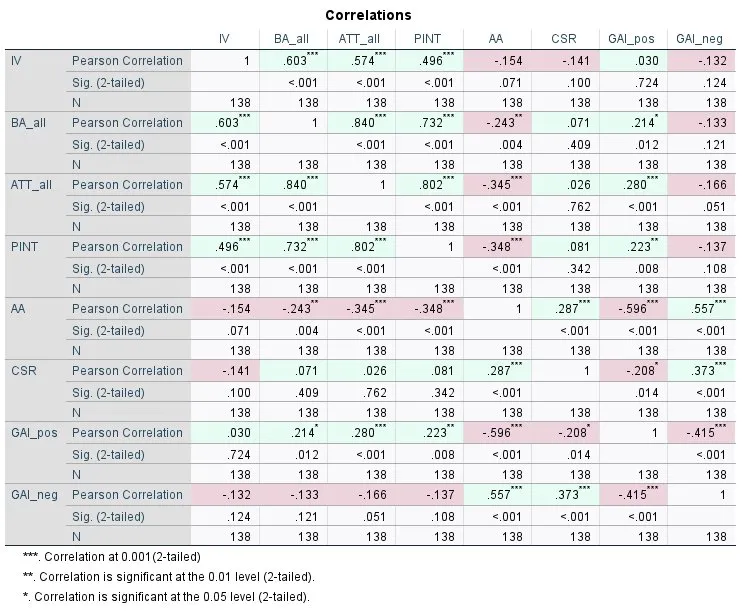 Correlations
IV BA_all ATT_all PINT AA CSR GAI_pos GAI_neg
IV Pearson Correlation 1 .603*** .574*** .496*** -.154 -.141 .030 -.132
Sig. (2-tailed) <.001 <.001 <.001 .071 .100 .724 .124
N 138 138 138 138 138 138 138 138
BA_all Pearson Correlation .603*** 1 .840*** .732*** -.243** .071 .214* -.133
Sig. (2-tailed) <.001 <.001 <.001 .004 .409 .012 .121
N 138 138 138 138 138 138 138 138
ATT_all Pearson Correlation .574*** .840*** 1 .802*** -.345*** .026 .280*** -.166
Sig. (2-tailed) <.001 <.001 <.001 <.001 .762 <.001 .051
N 138 138 138 138 138 138 138 138
PINT Pearson Correlation .496*** .732*** .802*** 1 -.348*** .081 .223** -.137
Sig. (2-tailed) <.001 <.001 <.001 <.001 .342 .008 .108
N 138 138 138 138 138 138 138 138
AA Pearson Correlation -.154 -.243** -.345*** -.348*** 1 .287*** -.596*** .557***
Sig. (2-tailed) .071 .004 <.001 <.001 <.001 <.001 <.001
N 138 138 138 138 138 138 138 138
CSR Pearson Correlation -.141 .071 .026 .081 .287*** 1 -.208* .373***
Sig. (2-tailed) .100 .409 .762 .342 <.001 .014 <.001
N 138 138 138 138 138 138 138 138
GAI_pos Pearson Correlation .030 .214* .280*** .223** -.596*** -.208* 1 -.415***
Sig. (2-tailed) .724 .012 <.001 .008 <.001 .014 <.001
N 138 138 138 138 138 138 138 138
GAI_neg Pearson Correlation -.132 -.133 -.166 -.137 .557*** .373*** -.415*** 1
Sig. (2-tailed) .124 .121 .051 .108 <.001 <.001 <.001
N 138 138 138 138 138 138 138 138
***. Correlation at 0.001(2-tailed)
**. Correlation is significant at the 0.01 level (2-tailed).
*. Correlation is significant at the 0.05 level (2-tailed).